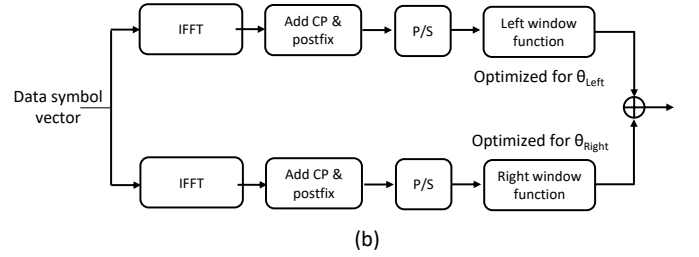 IFFT
Add CP &
postfix
P/S
Left window
function
Optimized for θLeft
Data symbol
vector
Optimized for θRight
IFFT
Add CP &
postfix
P/S
Right window
function
(b)